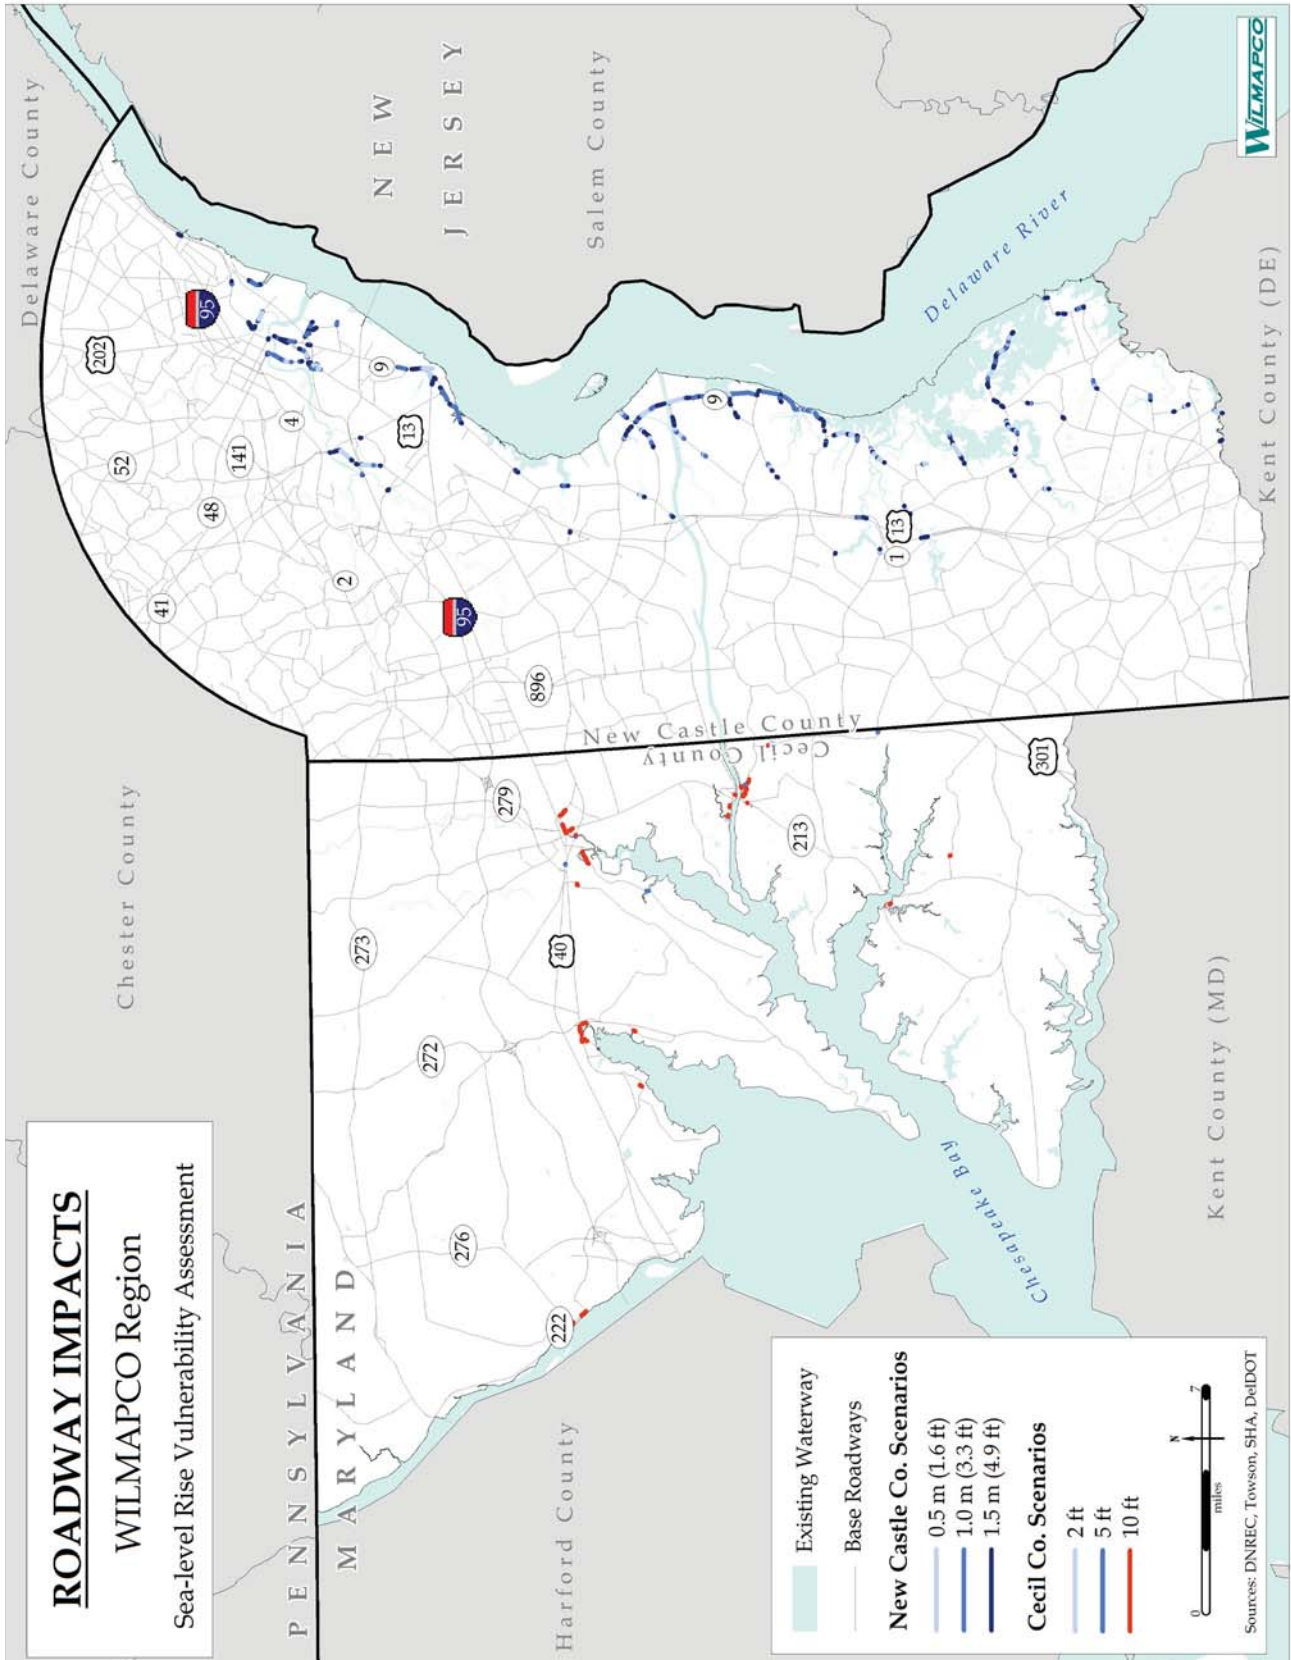 ROADWAY IMPACTS
WILMAPCO Region
Sea-level Rise Vulnerability Assessment
PENNSYLVANIA
MARYLAND
Chester County
Delaware County
NEW
JERSEY
Salem County
Harford County
Kent County (MD)
Kent County (DE)
New Castle County
Cecil County
Chesapeake Bay
Delaware River
202
95
52
141
4
48
41
2
9
13
95
896
9
1
13
279
273
272
276
222
40
213
301
Existing Waterway
Base Roadways
New Castle Co. Scenarios
0.5 m (1.6 ft)
1.0 m (3.3 ft)
1.5 m (4.9 ft)
Cecil Co. Scenarios
2 ft
5 ft
10 ft
N
0 7
miles
Sources: DNREC, Towson, SHA, DelDOT
WILMAPCO